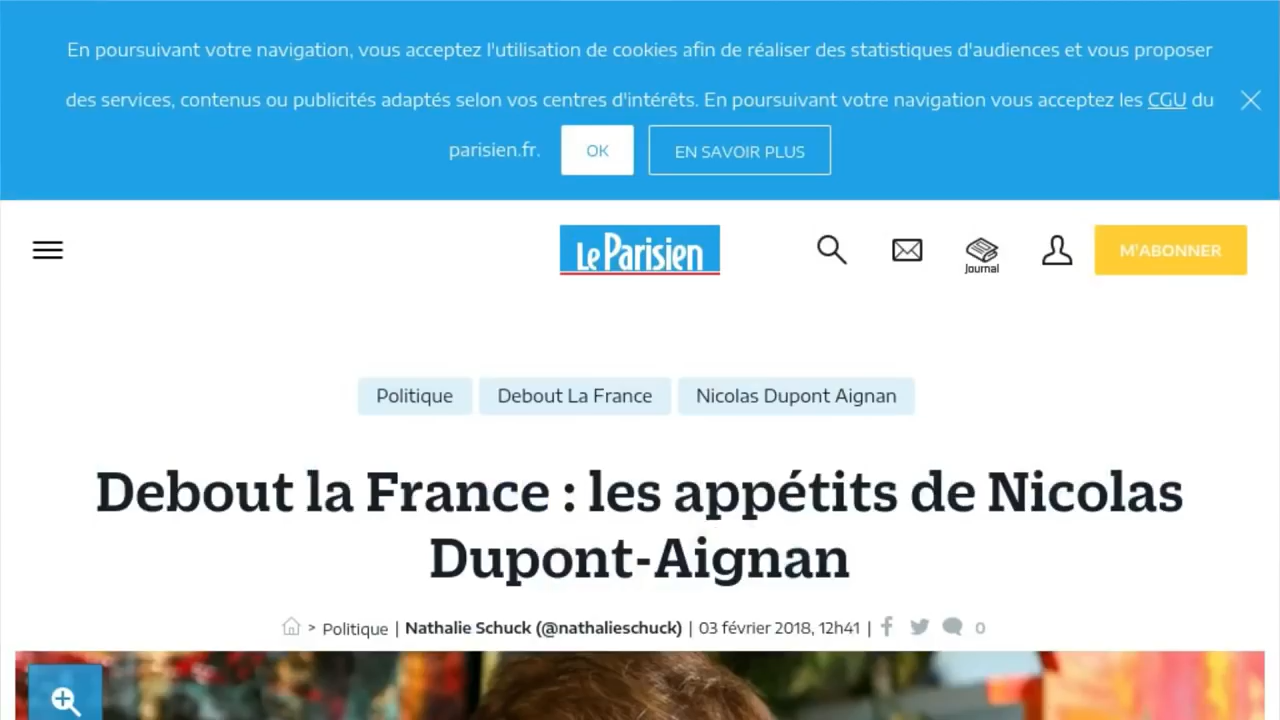 En poursuivant votre navigation, vous acceptez l'utilisation de cookies afin de réaliser des statistiques d'audiences et vous proposer
des services, contenus ou publicités adaptés selon vos centres d'intérêts. En poursuivant votre navigation vous acceptez les CGU du
parisien.fr. OK EN SAVOIR PLUS
Le Parisien
Journal
M'ABONNER
Politique Debout La France Nicolas Dupont Aignan
Debout la France : les appétits de Nicolas
Dupont-Aignan
> Politique | Nathalie Schuck (@nathalieschuck) | 03 février 2018, 12h41 | 0